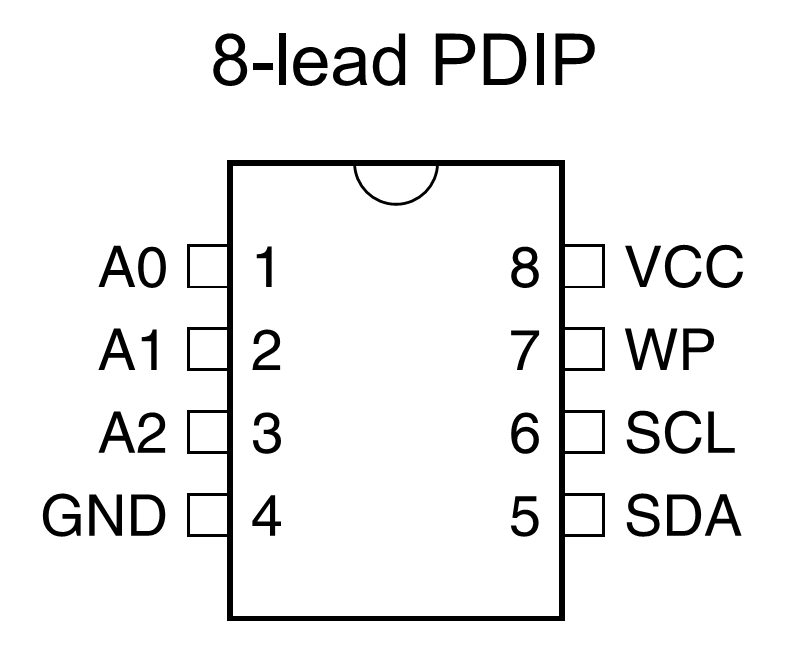 8-lead PDIP
A0 1 8 VCC
A1 2 7 WP
A2 3 6 SCL
GND 4 5 SDA